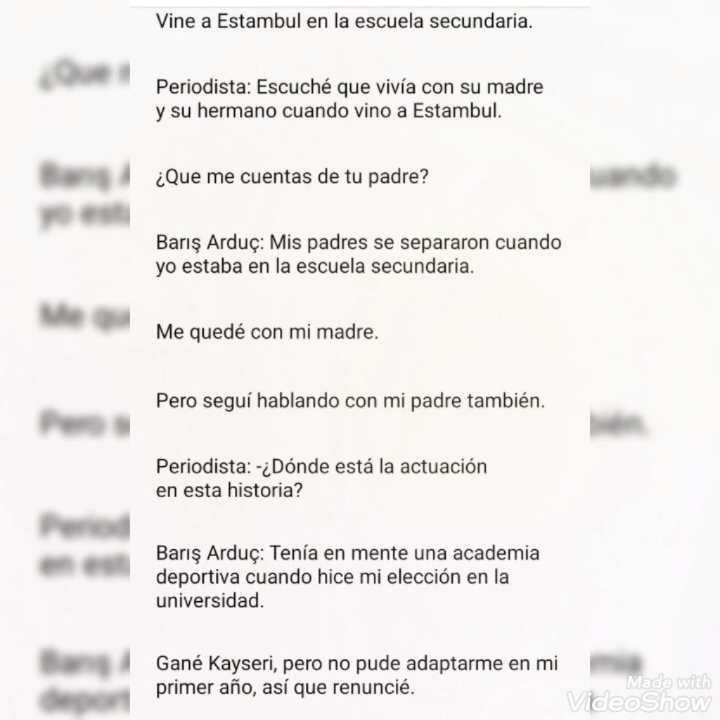 Vine a Estambul en la escuela secundaria.
Periodista: Escuché que vivía con su madre
y su hermano cuando vino a Estambul.
¿Que me cuentas de tu padre?
Barış Arduç: Mis padres se separaron cuando
yo estaba en la escuela secundaria.
Me quedé con mi madre.
Pero seguí hablando con mi padre también.
Periodista: -¿Dónde está la actuación
en esta historia?
Barış Arduç: Tenía en mente una academia
deportiva cuando hice mi elección en la
universidad.
Gané Kayseri, pero no pude adaptarme en mi
primer año, así que renuncié.
Made with
VideoShow